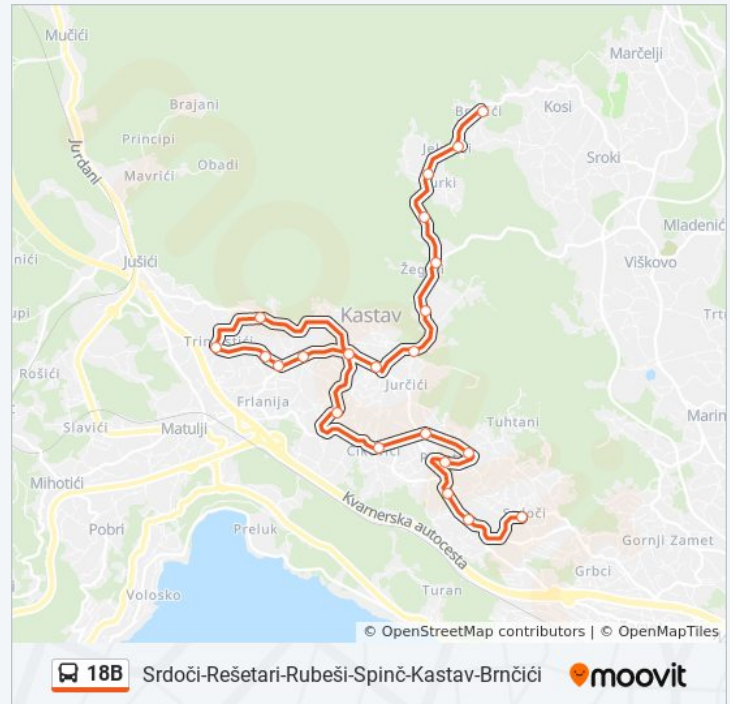 Mučići
Marčelji
Brajani
Kosi
Principi
Jurdani
Obadi
Sroki
Mavrići
Mladenić
Jušići
Viškovo
Kastav
Rošići
Jurčići
Frlanija
Tuhtani
Slavići
Matulji
Mihotići
Kvarnerska autocesta
Pobri
Preluk
Gornji Zamet
Grbci
Turan
Volosko
© OpenStreetMap contributors | © OpenMapTiles
18B Srdoči-Rešetari-Rubeši-Spinč-Kastav-Brnčići moovit